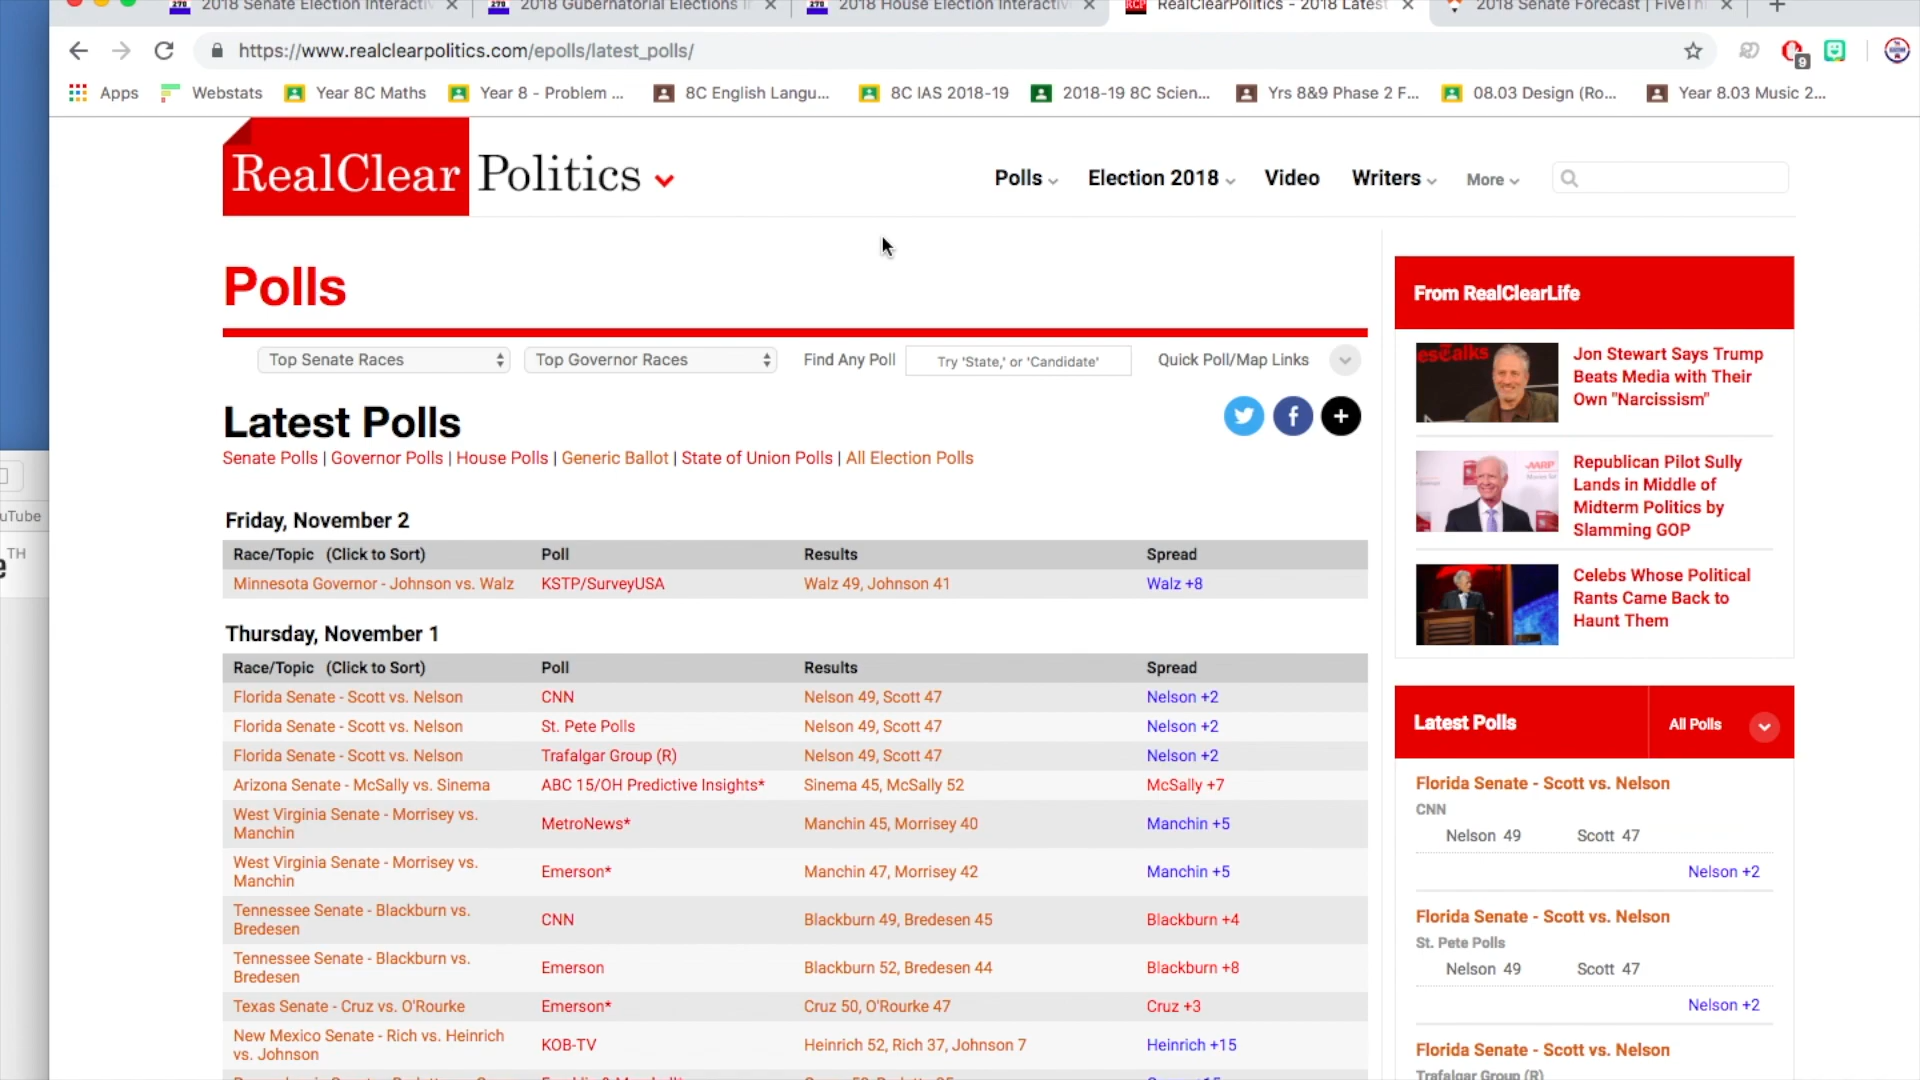 2018 Senate Election Interactiv
2018 Gubernatorial Elections In
2018 House Election Interactive
RealClearPolitics - 2018 Latest
2018 Senate Forecast | FiveThi
https://www.realclearpolitics.com/epolls/latest_polls/
9
Apps
Webstats
Year 8C Maths
Year 8 - Problem ...
8C English Langu...
8C IAS 2018-19
2018-19 8C Scien...
Yrs 8&9 Phase 2 F...
08.03 Design (Ro...
Year 8.03 Music 2...
RealClear Politics
Polls
Election 2018
Video
Writers
More
Polls
Top Senate Races
Top Governor Races
Find Any Poll
Try 'State,' or 'Candidate'
Quick Poll/Map Links
Latest Polls
Senate Polls | Governor Polls | House Polls | Generic Ballot | State of Union Polls | All Election Polls
Friday, November 2
Race/Topic (Click to Sort) Poll Results Spread
Minnesota Governor - Johnson vs. Walz KSTP/SurveyUSA Walz 49, Johnson 41 Walz +8
Thursday, November 1
Race/Topic (Click to Sort) Poll Results Spread
Florida Senate - Scott vs. Nelson CNN Nelson 49, Scott 47 Nelson +2
Florida Senate - Scott vs. Nelson St. Pete Polls Nelson 49, Scott 47 Nelson +2
Florida Senate - Scott vs. Nelson Trafalgar Group (R) Nelson 49, Scott 47 Nelson +2
Arizona Senate - McSally vs. Sinema ABC 15/OH Predictive Insights* Sinema 45, McSally 52 McSally +7
West Virginia Senate - Morrisey vs.
Manchin
MetroNews* Manchin 45, Morrisey 40 Manchin +5
West Virginia Senate - Morrisey vs.
Manchin
Emerson* Manchin 47, Morrisey 42 Manchin +5
Tennessee Senate - Blackburn vs.
Bredesen
CNN Blackburn 49, Bredesen 45 Blackburn +4
Tennessee Senate - Blackburn vs.
Bredesen
Emerson Blackburn 52, Bredesen 44 Blackburn +8
Texas Senate - Cruz vs. O'Rourke Emerson* Cruz 50, O'Rourke 47 Cruz +3
New Mexico Senate - Rich vs. Heinrich
vs. Johnson
KOB-TV Heinrich 52, Rich 37, Johnson 7 Heinrich +15
From RealClearLife
Jon Stewart Says Trump
Beats Media with Their
Own "Narcissism"
Republican Pilot Sully
Lands in Middle of
Midterm Politics by
Slamming GOP
Celebs Whose Political
Rants Came Back to
Haunt Them
Latest Polls
All Polls
Florida Senate - Scott vs. Nelson
CNN
Nelson 49 Scott 47
Nelson +2
Florida Senate - Scott vs. Nelson
St. Pete Polls
Nelson 49 Scott 47
Nelson +2
Florida Senate - Scott vs. Nelson
Trafalgar Group (R)
uTube
TH